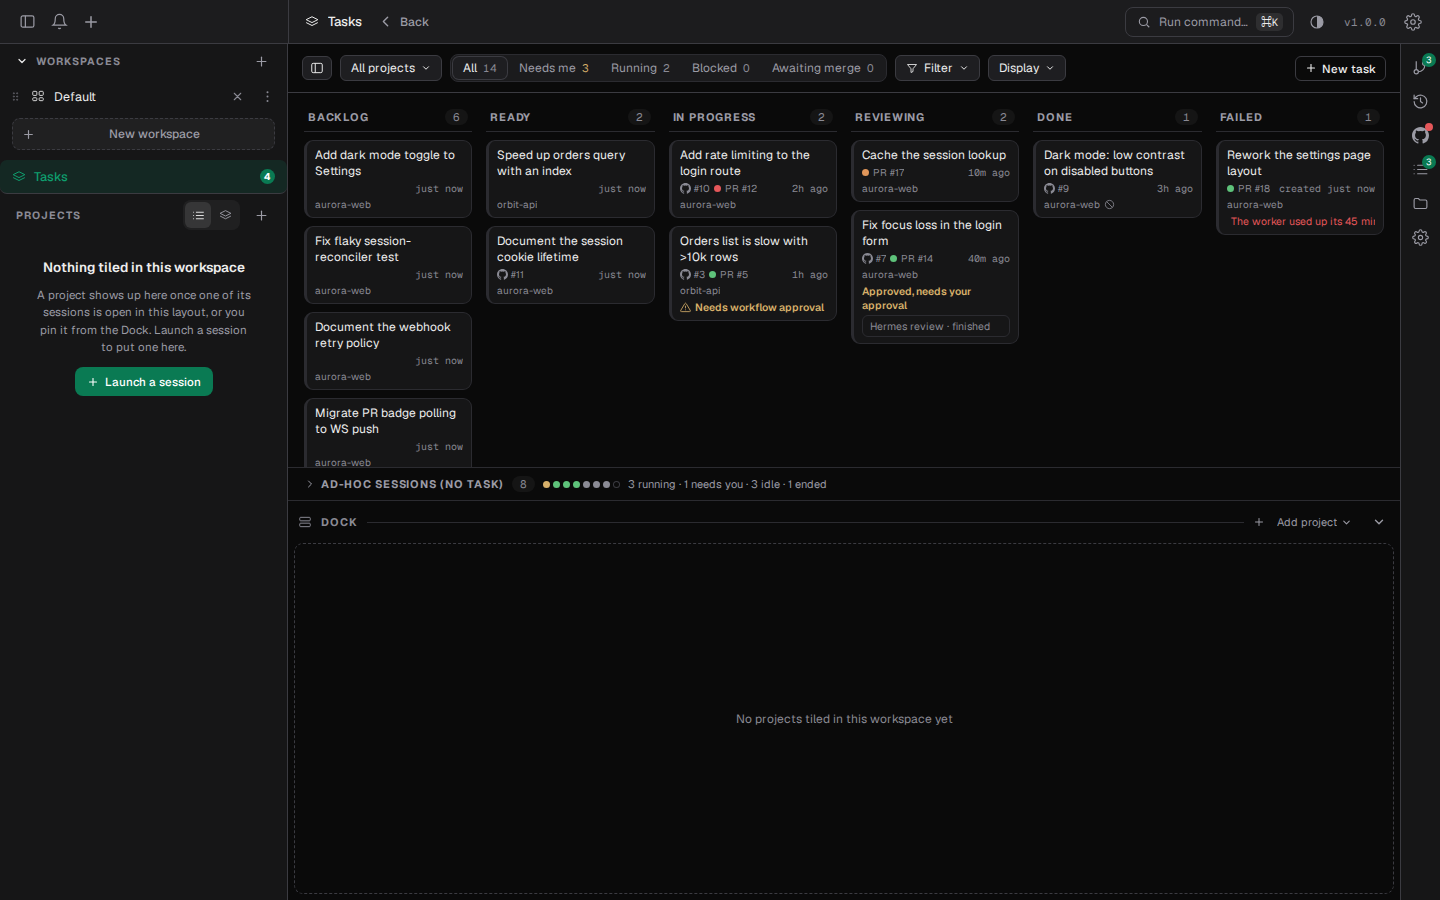 Tasks
Back
Run command...
⌘K
v1.0.0
WORKSPACES
Default
New workspace
Tasks
4
PROJECTS
Nothing tiled in this workspace
A project shows up here once one of its
sessions is open in this layout, or you
pin it from the Dock. Launch a session
to put one here.
Launch a session
All projects
All 14
Needs me 3
Running 2
Blocked 0
Awaiting merge 0
Filter
Display
New task
BACKLOG 6
Add dark mode toggle to
Settings
just now
aurora-web
Fix flaky session-
reconciler test
just now
aurora-web
Document the webhook
retry policy
just now
aurora-web
Migrate PR badge polling
to WS push
just now
aurora-web
READY 2
Speed up orders query
with an index
just now
orbit-api
Document the session
cookie lifetime
#11 just now
aurora-web
IN PROGRESS 2
Add rate limiting to the
login route
#10 PR #12 2h ago
aurora-web
Orders list is slow with
>10k rows
#3 PR #5 1h ago
orbit-api
Needs workflow approval
REVIEWING 2
Cache the session lookup
PR #17 10m ago
aurora-web
Fix focus loss in the login
form
#7 PR #14 40m ago
aurora-web
Approved, needs your
approval
Hermes review · finished
DONE 1
Dark mode: low contrast
on disabled buttons
#9 3h ago
aurora-web
FAILED 1
Rework the settings page
layout
PR #18 created just now
aurora-web
The worker used up its 45
3
3
AD-HOC SESSIONS (NO TASK) 8 3 running · 1 needs you · 3 idle · 1 ended
DOCK
Add project
No projects tiled in this workspace yet